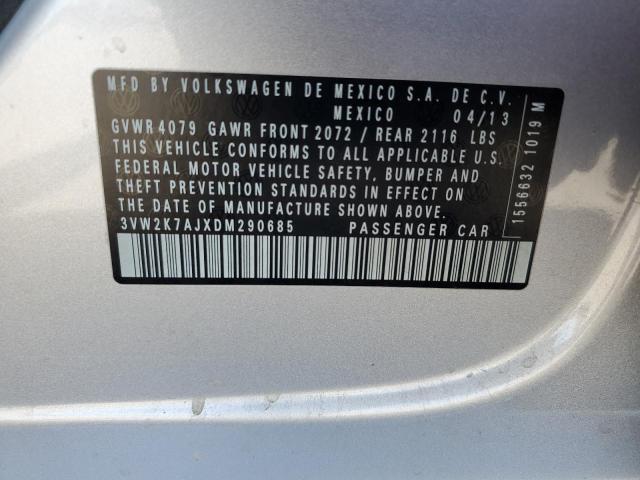 MFD BY VOLKSWAGEN DE MEXICO S.A. DE C.V.
MEXICO 04/13
GVWR 4079 GAWR FRONT 2072 / REAR 2116 LBS
THIS VEHICLE CONFORMS TO ALL APPLICABLE U.S.
FEDERAL MOTOR VEHICLE SAFETY, BUMPER AND
THEFT PREVENTION STANDARDS IN EFFECT ON
THE DATE OF MANUFACTURE SHOWN ABOVE.
3VW2K7AJXDM290685 PASSENGER CAR
1556632 1019 M